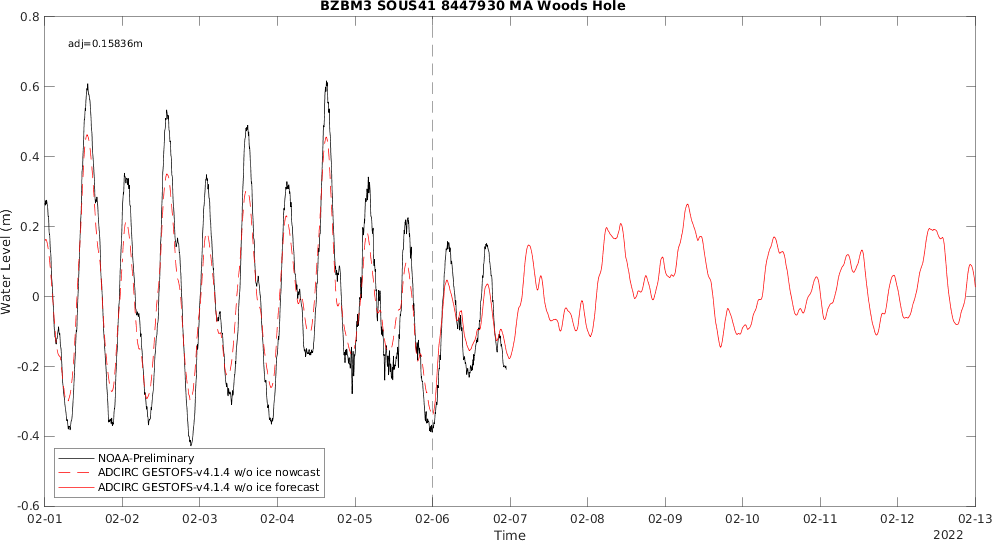 BZBM3 SOUS41 8447930 MA Woods Hole
0.8
adj=0.15836m
0.6
0.4
0.2
0
-0.2
-0.4
-0.6
Water Level (m)
NOAA-Preliminary
ADCIRC GESTOFS-v4.1.4 w/o ice nowcast
ADCIRC GESTOFS-v4.1.4 w/o ice forecast
02-01 02-02 02-03 02-04 02-05 02-06 02-07 02-08 02-09 02-10 02-11 02-12 02-13
Time
2022